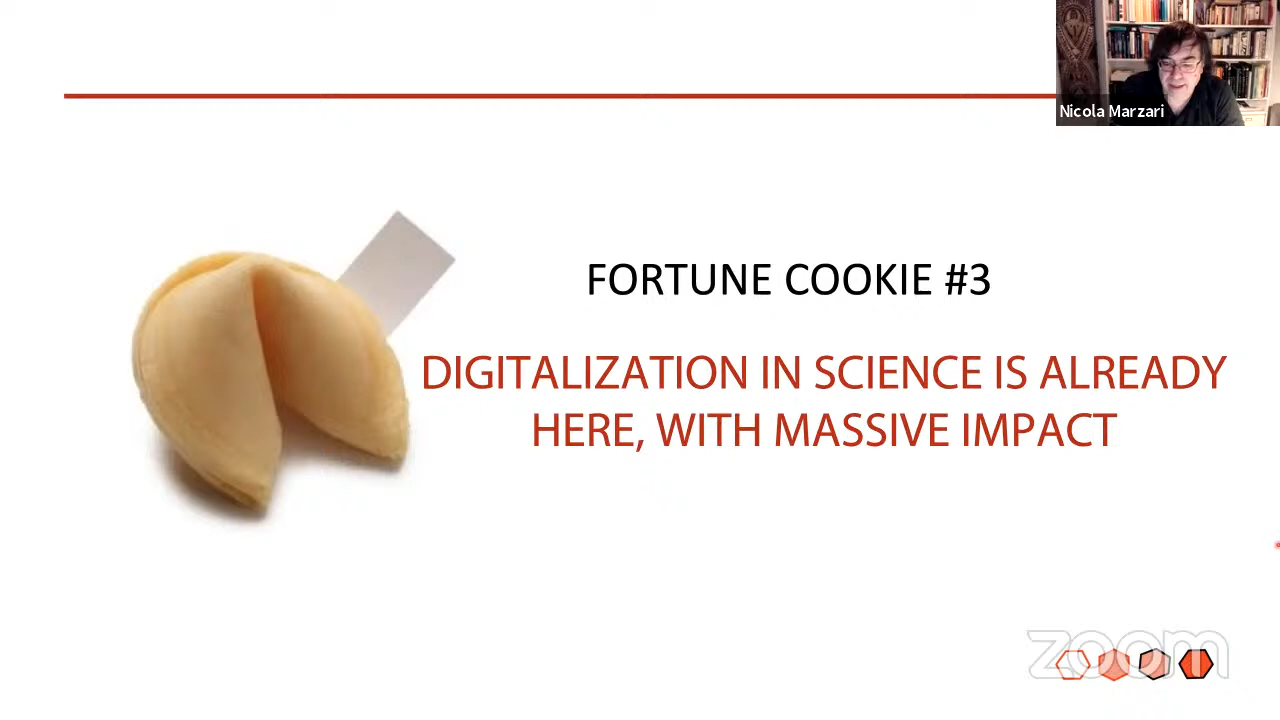 Nicola Marzari
FORTUNE COOKIE #3
DIGITALIZATION IN SCIENCE IS ALREADY
HERE, WITH MASSIVE IMPACT
zoom